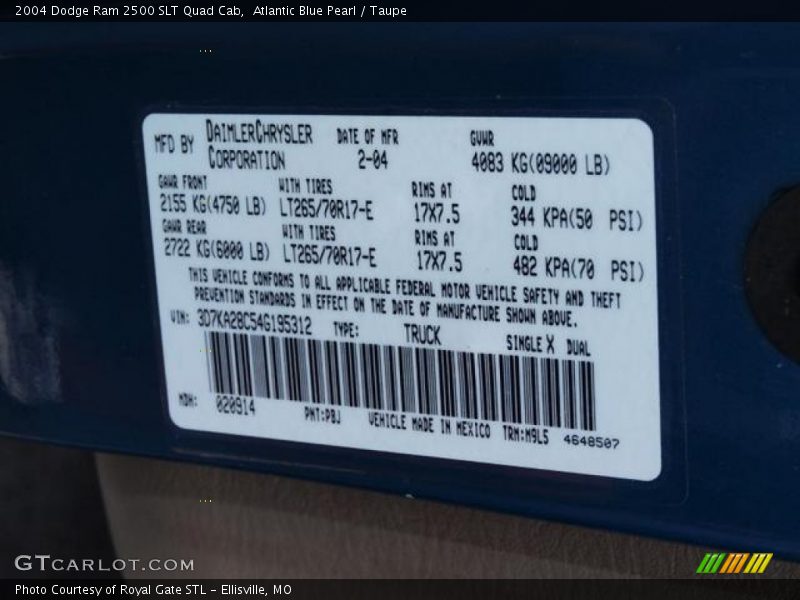 2004 Dodge Ram 2500 SLT Quad Cab,  Atlantic Blue Pearl / Taupe
MFD BY DAIMLERCHRYSLER CORPORATION DATE OF MFR 2-04 GVWR 4083 KG(09000 LB)
GAWR FRONT WITH TIRES RIMS AT COLD
2155 KG(4750 LB) LT265/70R17-E 17X7.5 344 KPA(50 PSI)
GAWR REAR WITH TIRES RIMS AT COLD
2722 KG(6000 LB) LT265/70R17-E 17X7.5 482 KPA(70 PSI)
THIS VEHICLE CONFORMS TO ALL APPLICABLE FEDERAL MOTOR VEHICLE SAFETY AND THEFT
PREVENTION STANDARDS IN EFFECT ON THE DATE OF MANUFACTURE SHOWN ABOVE.
VIN: 3D7KA28C54G195312 TYPE: TRUCK SINGLE X DUAL
MDH: 020914 PNT:PBJ VEHICLE MADE IN MEXICO TRM:M9L5 4648507
GTCARLOT.COM
Photo Courtesy of Royal Gate STL - Ellisville, MO